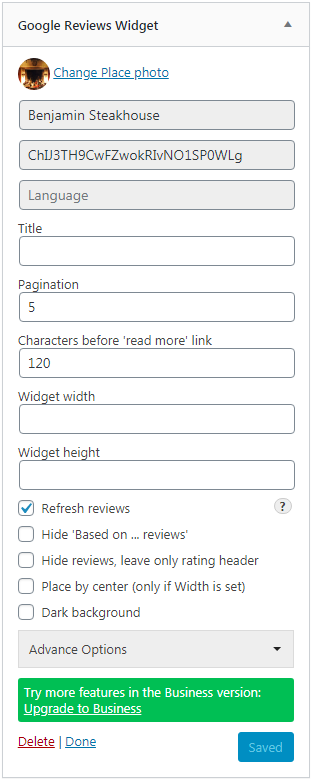 Google Reviews Widget
Change Place photo
Benjamin Steakhouse
ChIJ3TH9CwFZwokRIvNO1SP0WLg
Language
Title
Pagination
5
Characters before 'read more' link
120
Widget width
Widget height
Refresh reviews ?
Hide 'Based on ... reviews'
Hide reviews, leave only rating header
Place by center (only if Width is set)
Dark background
Advance Options
Try more features in the Business version:
Upgrade to Business
Delete | Done Saved